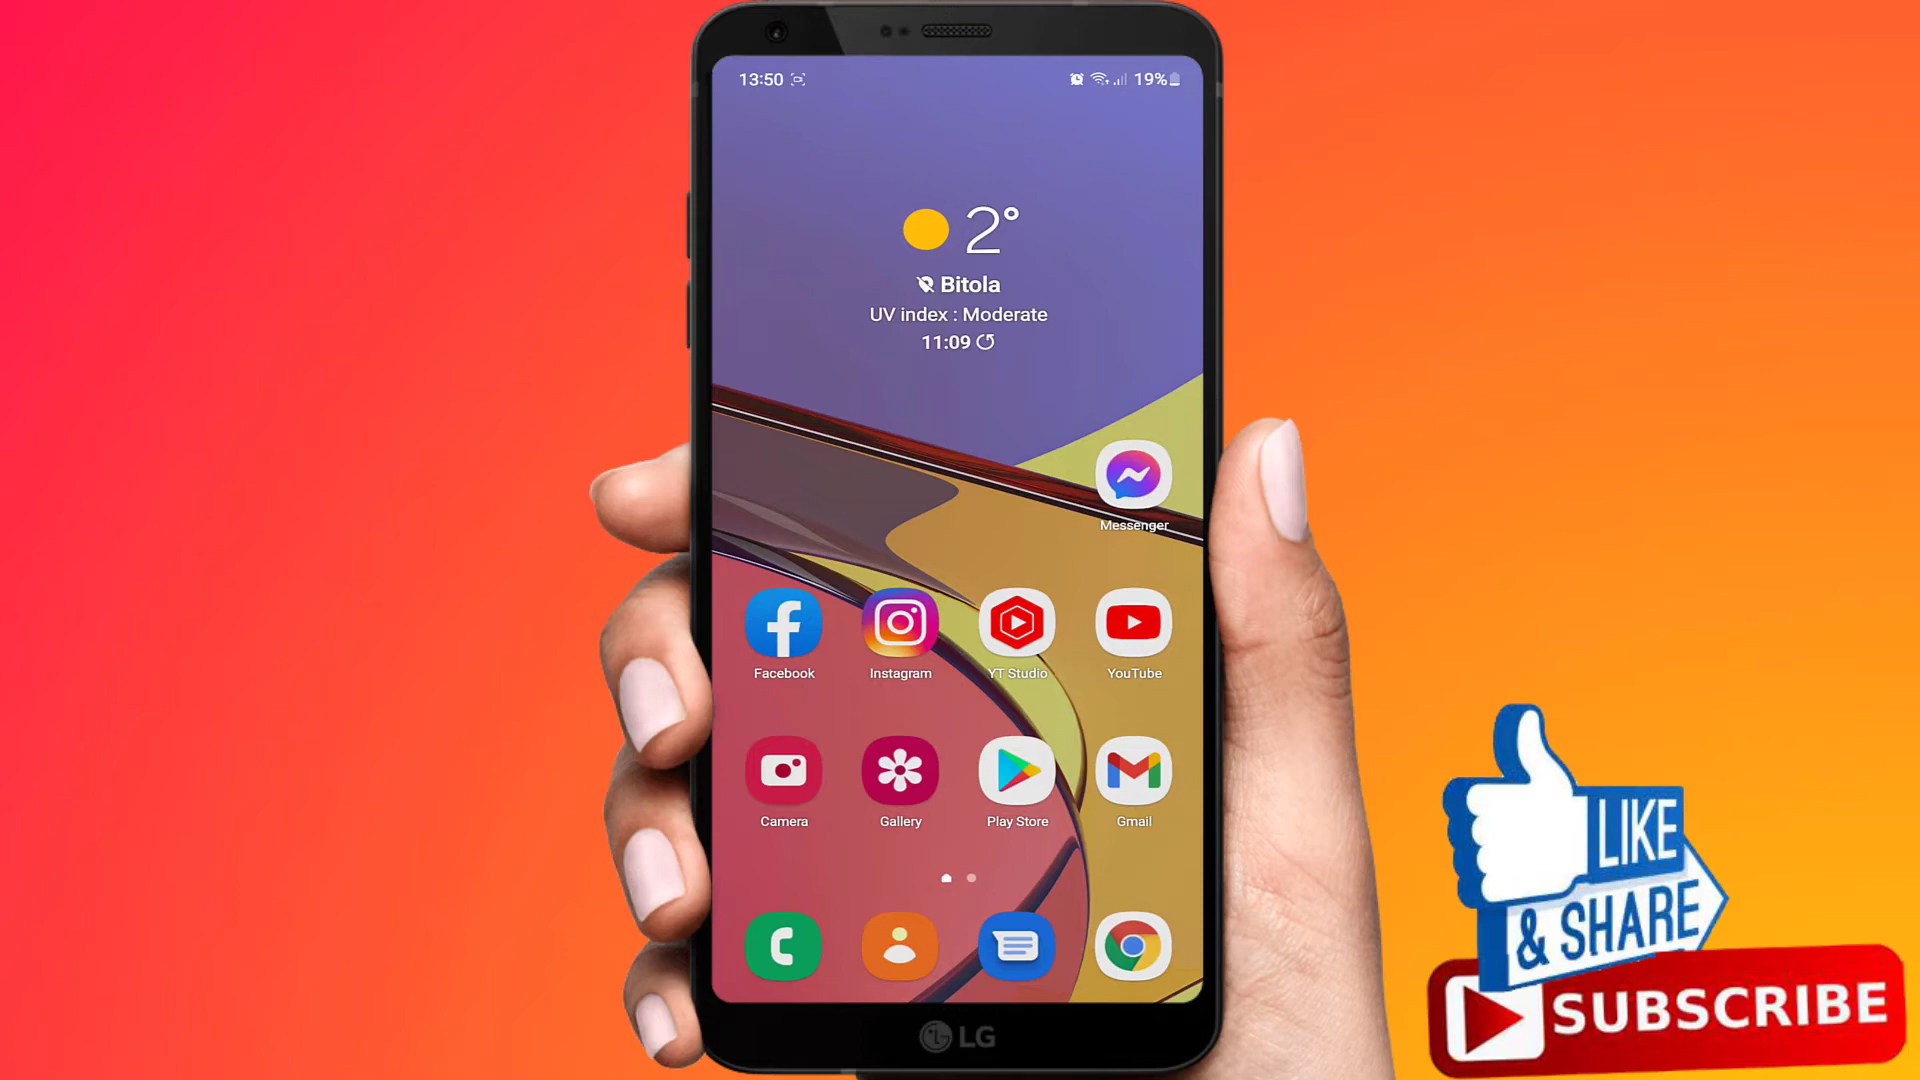 13:50
19%
2°
Bitola
UV index : Moderate
11:09
Messenger
Facebook
Instagram
YT Studio
YouTube
Camera
Gallery
Play Store
Gmail
LG
LIKE
& SHARE
SUBSCRIBE